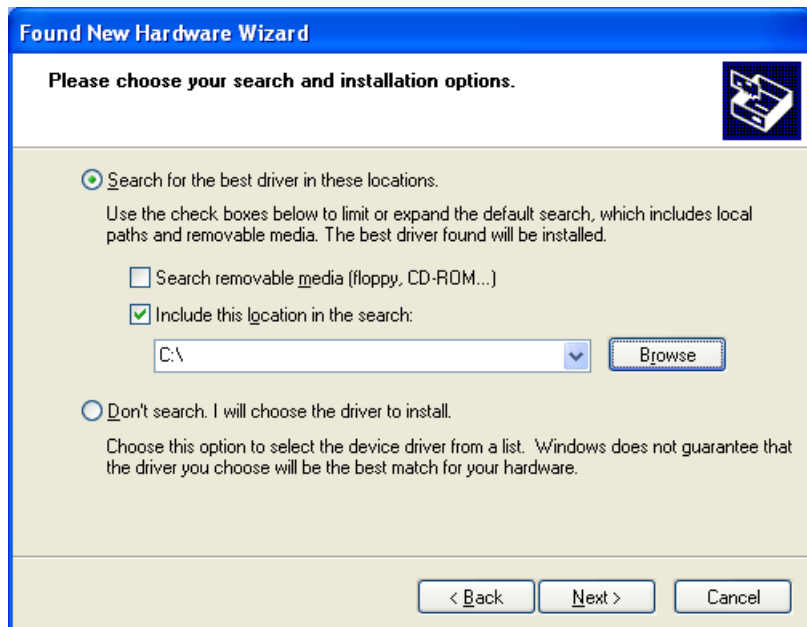 Found New Hardware Wizard
Please choose your search and installation options.
Search for the best driver in these locations.
Use the check boxes below to limit or expand the default search, which includes local
paths and removable media. The best driver found will be installed.
Search removable media (floppy, CD-ROM...)
Include this location in the search:
C:\
Browse
Don't search. I will choose the driver to install.
Choose this option to select the device driver from a list.  Windows does not guarantee that
the driver you choose will be the best match for your hardware.
< Back
Next >
Cancel